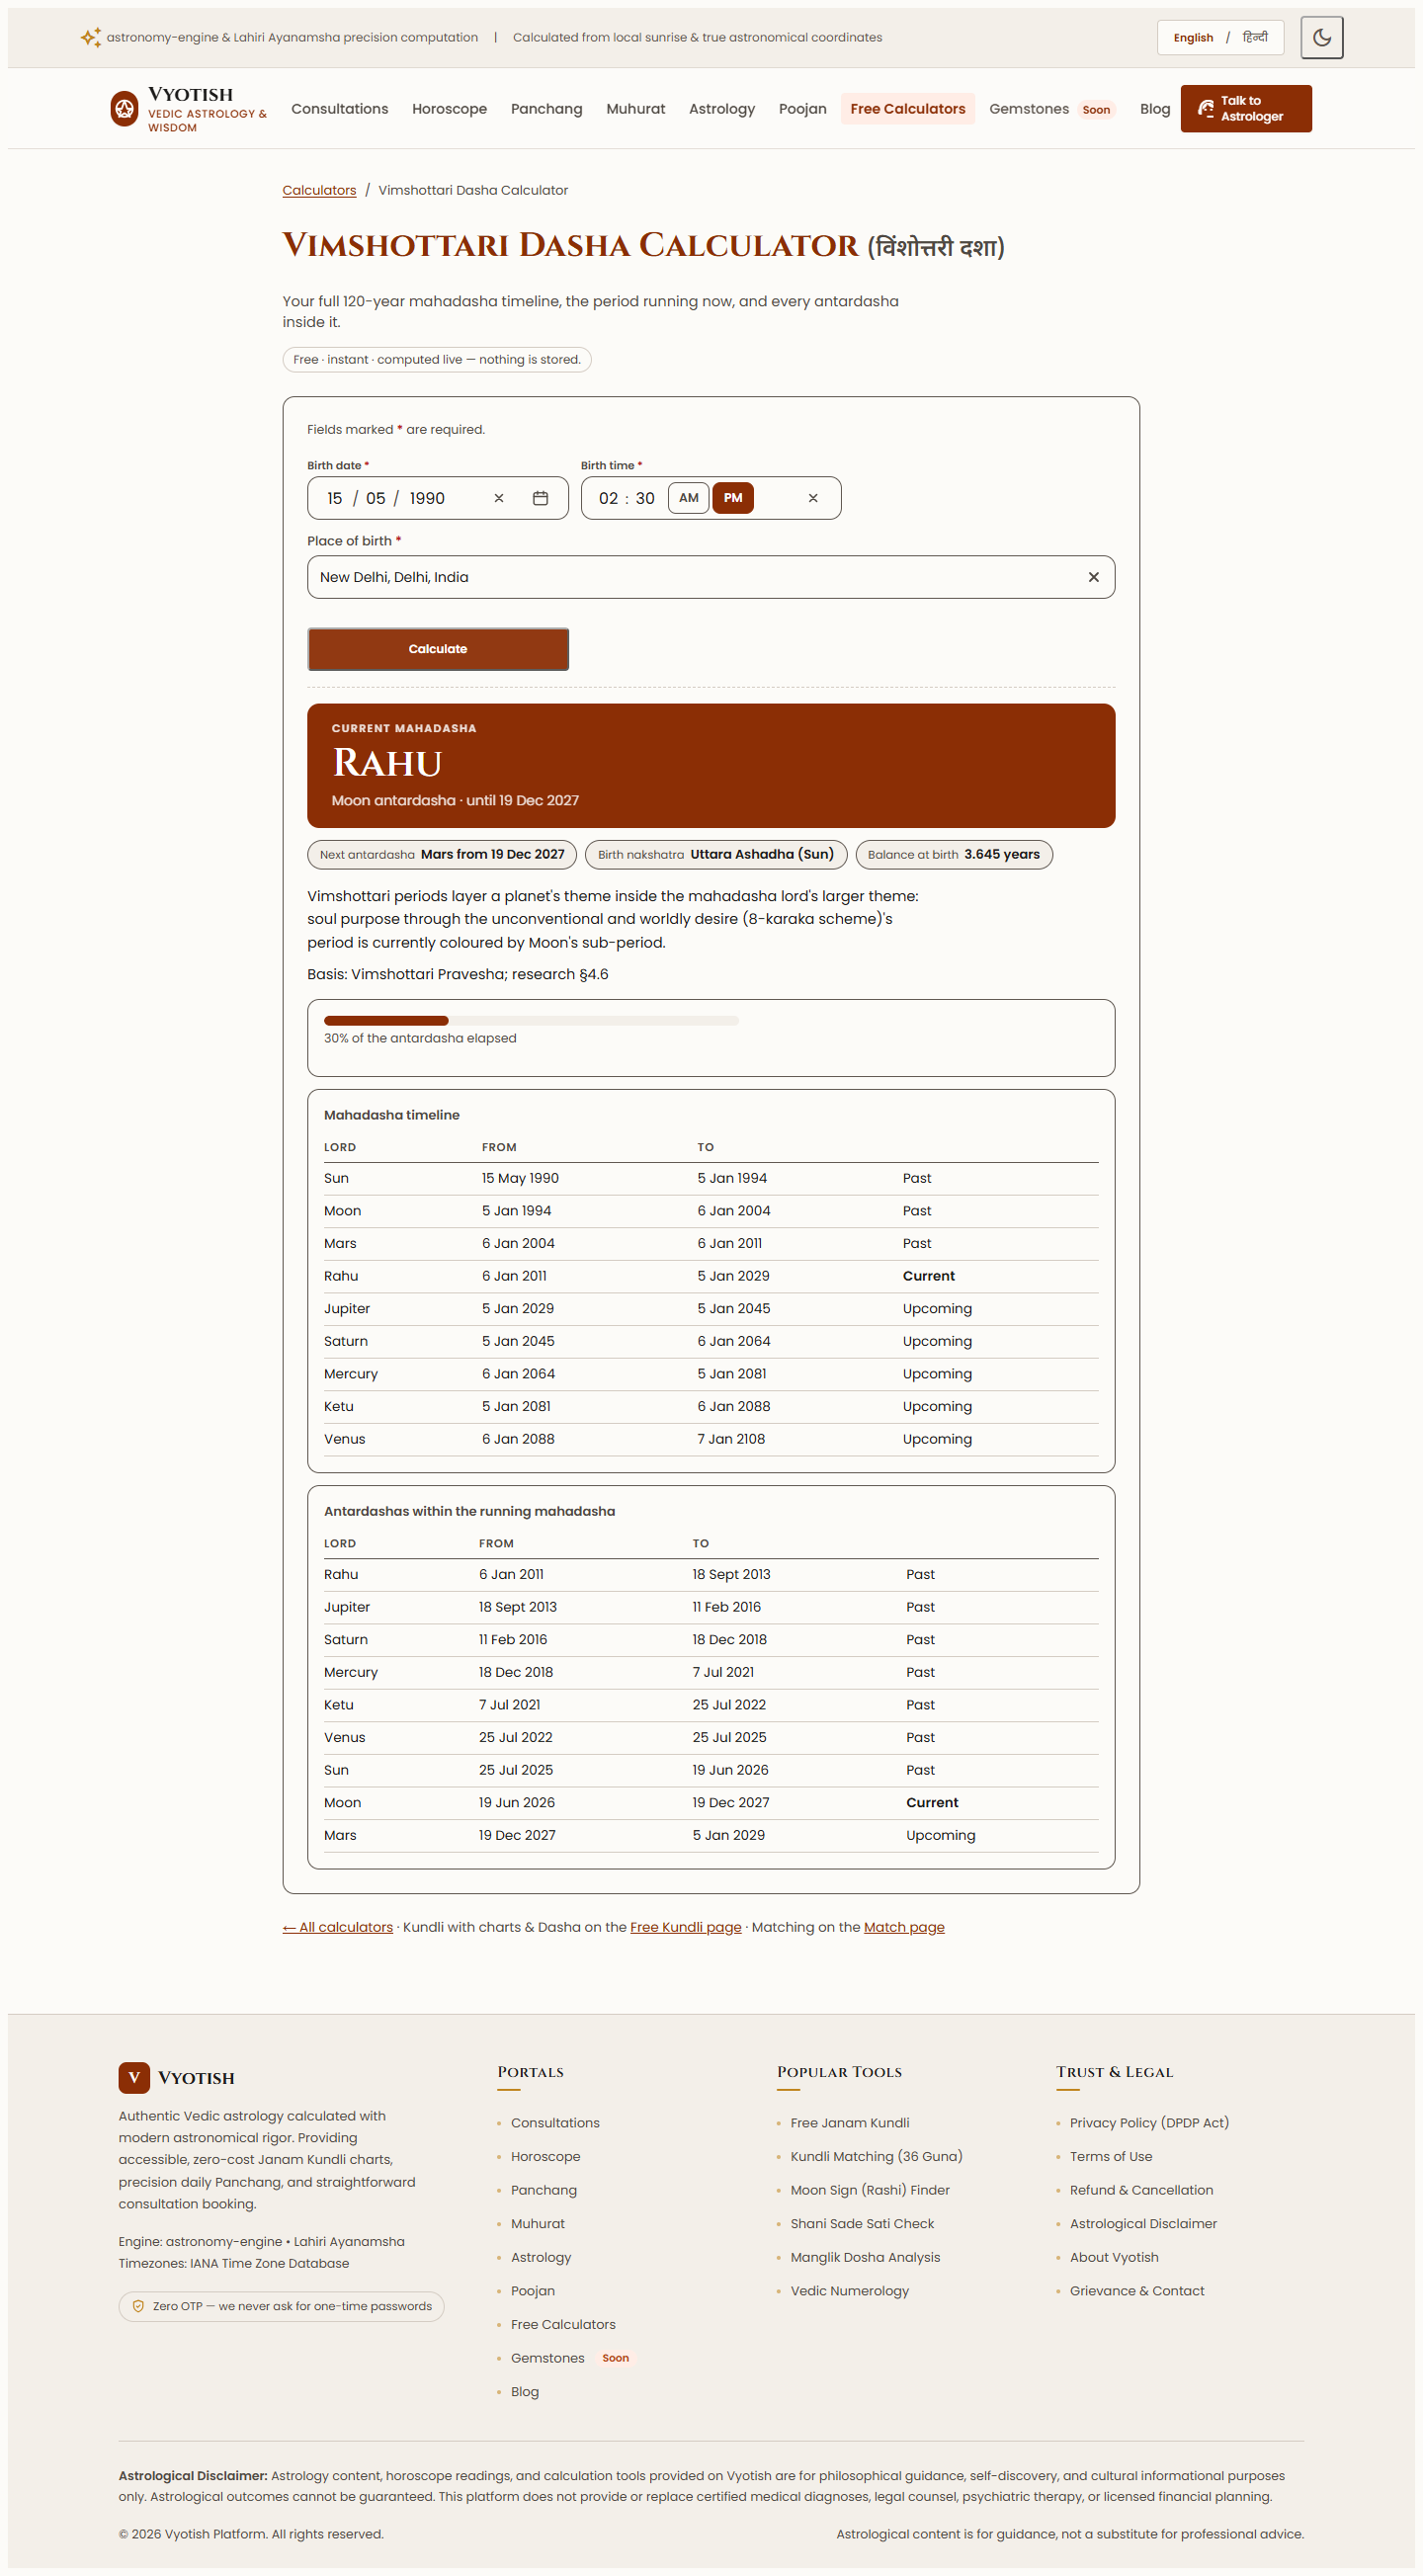 astronomy-engine & Lahiri Ayanamsha precision computation | Calculated from local sunrise & true astronomical coordinates
English / हिन्दी
Vyotish
VEDIC ASTROLOGY &
WISDOM
Consultations Horoscope Panchang Muhurat Astrology Poojan Free Calculators Gemstones Soon Blog
Talk to
Astrologer
Calculators / Vimshottari Dasha Calculator
Vimshottari Dasha Calculator (विंशोत्तरी दशा)
Your full 120-year mahadasha timeline, the period running now, and every antardasha
inside it.
Free · instant · computed live — nothing is stored.
Fields marked * are required.
Birth date * Birth time *
15 / 05 / 1990 02 : 30 AM PM
Place of birth *
New Delhi, Delhi, India
Calculate
CURRENT MAHADASHA
Rahu
Moon antardasha · until 19 Dec 2027
Next antardasha Mars from 19 Dec 2027 Birth nakshatra Uttara Ashadha (Sun) Balance at birth 3.645 years
Vimshottari periods layer a planet's theme inside the mahadasha lord's larger theme:
soul purpose through the unconventional and worldly desire (8-karaka scheme)'s
period is currently coloured by Moon's sub-period.
Basis: Vimshottari Pravesha; research §4.6
30% of the antardasha elapsed
Mahadasha timeline
LORD FROM TO
Sun 15 May 1990 5 Jan 1994 Past
Moon 5 Jan 1994 6 Jan 2004 Past
Mars 6 Jan 2004 6 Jan 2011 Past
Rahu 6 Jan 2011 5 Jan 2029 Current
Jupiter 5 Jan 2029 5 Jan 2045 Upcoming
Saturn 5 Jan 2045 6 Jan 2064 Upcoming
Mercury 6 Jan 2064 5 Jan 2081 Upcoming
Ketu 5 Jan 2081 6 Jan 2088 Upcoming
Venus 6 Jan 2088 7 Jan 2108 Upcoming
Antardashas within the running mahadasha
LORD FROM TO
Rahu 6 Jan 2011 18 Sept 2013 Past
Jupiter 18 Sept 2013 11 Feb 2016 Past
Saturn 11 Feb 2016 18 Dec 2018 Past
Mercury 18 Dec 2018 7 Jul 2021 Past
Ketu 7 Jul 2021 25 Jul 2022 Past
Venus 25 Jul 2022 25 Jul 2025 Past
Sun 25 Jul 2025 19 Jun 2026 Past
Moon 19 Jun 2026 19 Dec 2027 Current
Mars 19 Dec 2027 5 Jan 2029 Upcoming
← All calculators · Kundli with charts & Dasha on the Free Kundli page · Matching on the Match page
V Vyotish
Authentic Vedic astrology calculated with
modern astronomical rigor. Providing
accessible, zero-cost Janam Kundli charts,
precision daily Panchang, and straightforward
consultation booking.
Engine: astronomy-engine • Lahiri Ayanamsha
Timezones: IANA Time Zone Database
Zero OTP — we never ask for one-time passwords
Portals
Consultations
Horoscope
Panchang
Muhurat
Astrology
Poojan
Free Calculators
Gemstones Soon
Blog
Popular Tools
Free Janam Kundli
Kundli Matching (36 Guna)
Moon Sign (Rashi) Finder
Shani Sade Sati Check
Manglik Dosha Analysis
Vedic Numerology
Trust & Legal
Privacy Policy (DPDP Act)
Terms of Use
Refund & Cancellation
Astrological Disclaimer
About Vyotish
Grievance & Contact
Astrological Disclaimer: Astrology content, horoscope readings, and calculation tools provided on Vyotish are for philosophical guidance, self-discovery, and cultural informational purposes
only. Astrological outcomes cannot be guaranteed. This platform does not provide or replace certified medical diagnoses, legal counsel, psychiatric therapy, or licensed financial planning.
© 2026 Vyotish Platform. All rights reserved.
Astrological content is for guidance, not a substitute for professional advice.